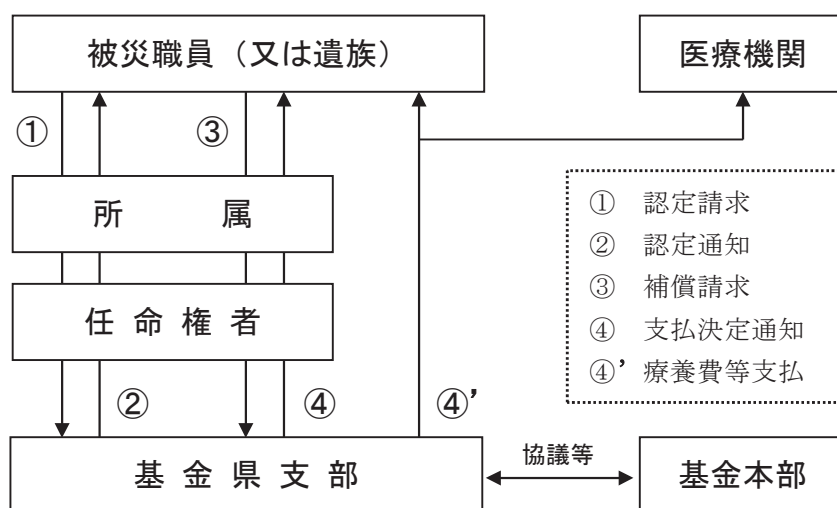 被災職員（又は遺族）
医療機関
①
③
所　　　属
任 命 権 者
②
④
④’
① 認定請求
② 認定通知
③ 補償請求
④ 支払決定通知
④’ 療養費等支払
基 金 県 支 部
協議等
基金本部